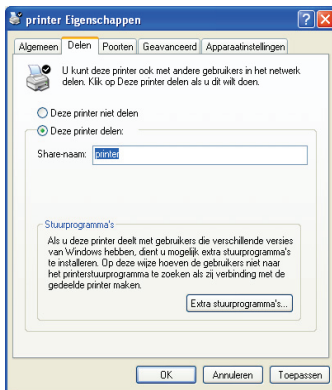 printer Eigenschappen
Algemeen Delen Poorten Geavanceerd Apparaatinstellingen
U kunt deze printer ook met andere gebruikers in het netwerk
delen. Klik op Deze printer delen als u dit wilt doen.
Deze printer niet delen
Deze printer delen:
Share-naam: printer
Stuurprogramma's
Als u deze printer deelt met gebruikers die verschillende versies
van Windows hebben, dient u mogelijk extra stuurprogramma's
te installeren. Op deze wijze hoeven de gebruikers niet naar
het printerstuurprogramma te zoeken als zij verbinding met de
gedeelde printer maken.
Extra stuurprogramma's...
OK Annuleren Toepassen